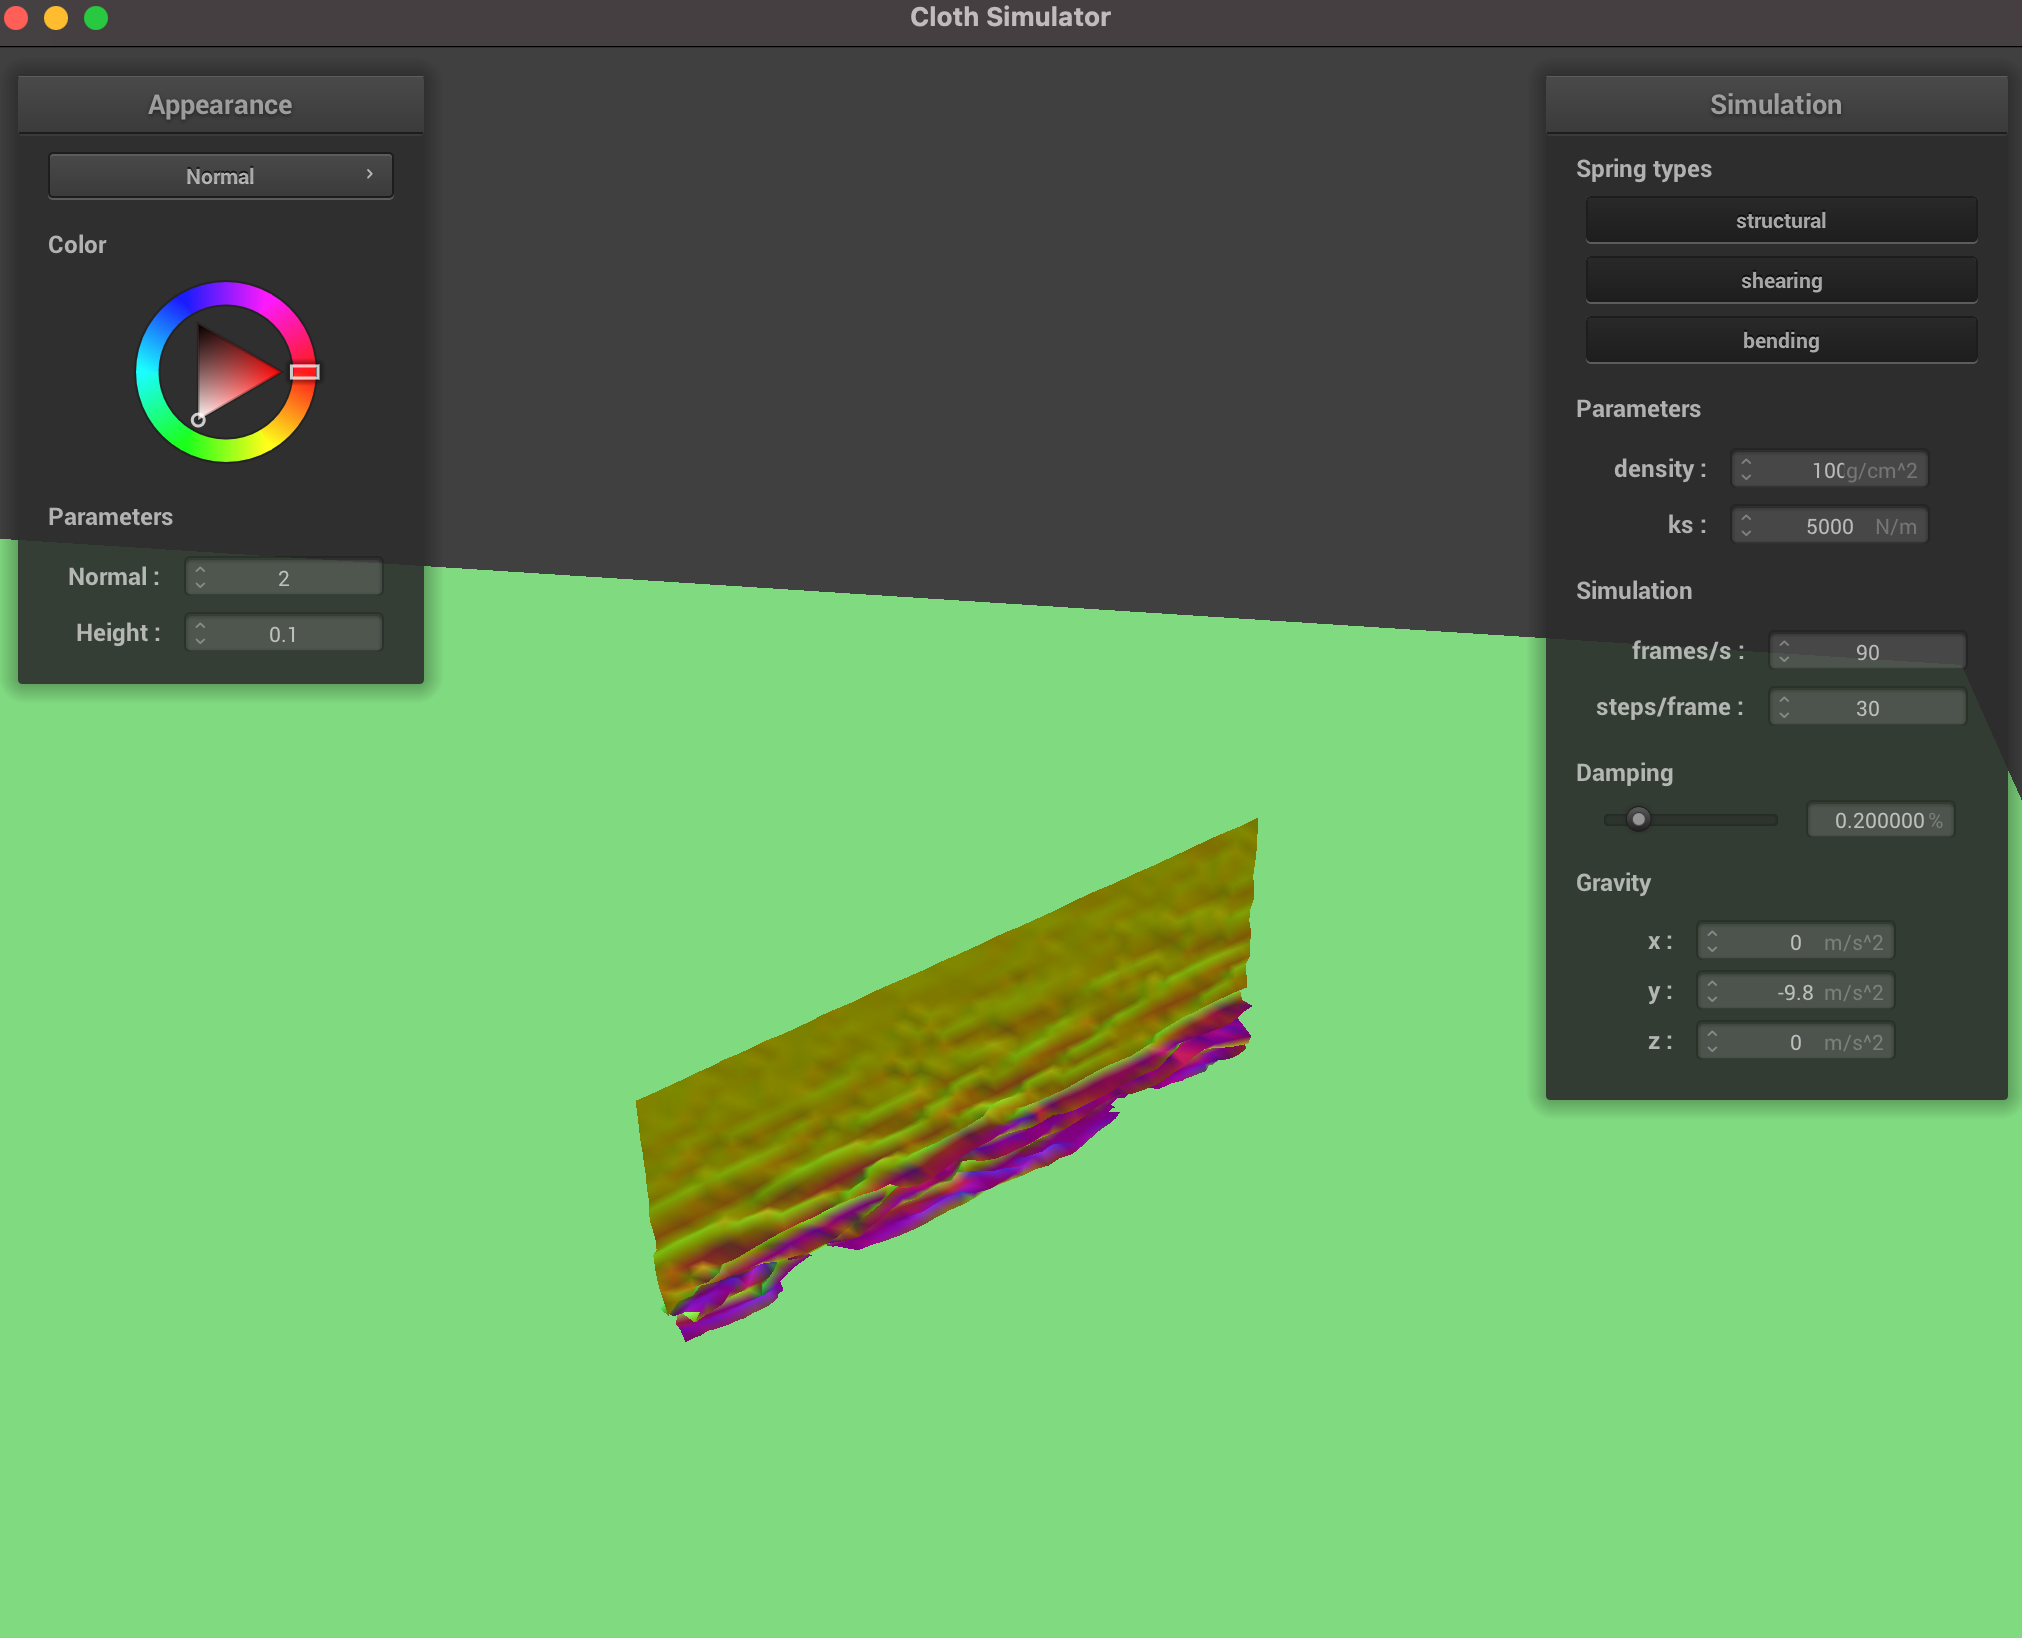 Cloth Simulator
Appearance
Normal
Color
Parameters
Normal : 2
Height : 0.1
Simulation
Spring types
structural
shearing
bending
Parameters
density : 100g/cm^2
ks : 5000 N/m
Simulation
frames/s : 90
steps/frame : 30
Damping
0.200000 %
Gravity
x : 0 m/s^2
y : -9.8 m/s^2
z : 0 m/s^2